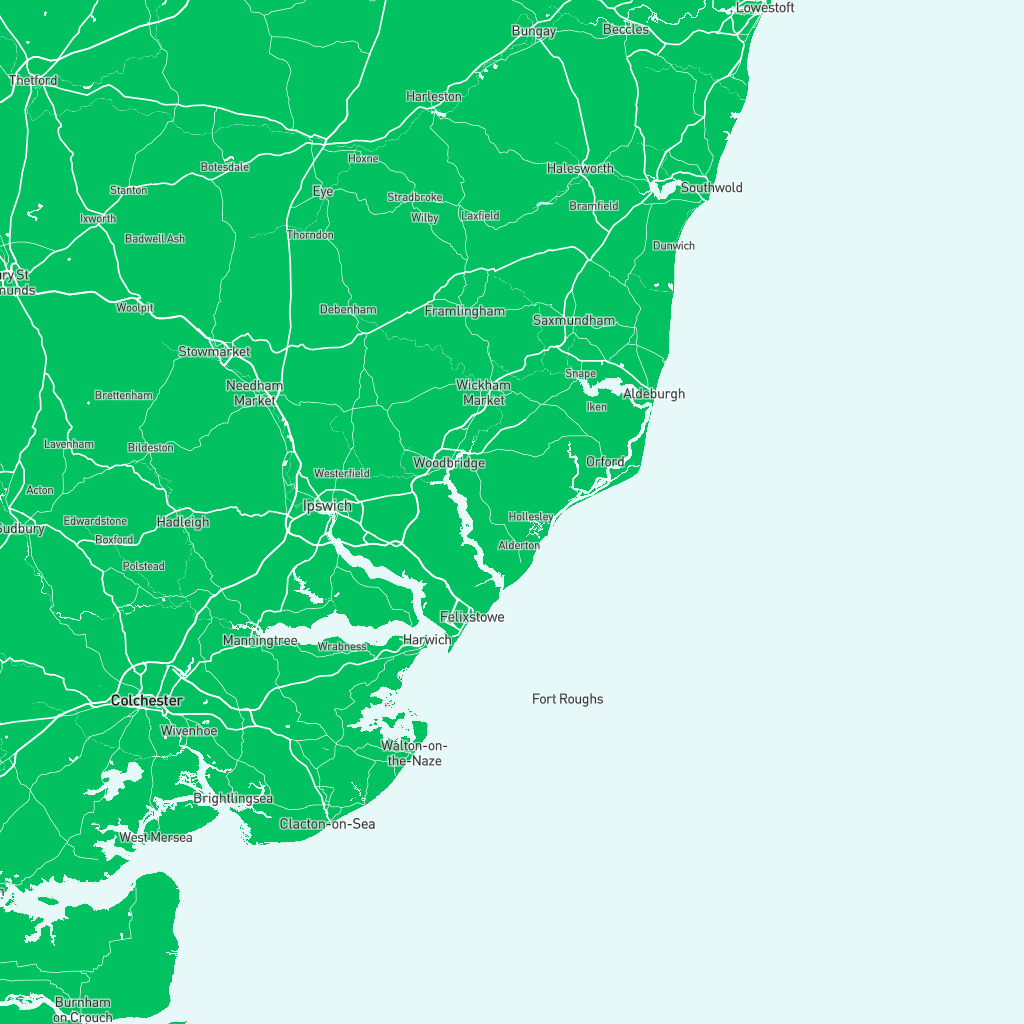 Lowestoft
Bungay
Beccles
Thetford
Harleston
Hoxne
Botesdale
Halesworth
Stanton
Eye
Stradbroke
Southwold
Ixworth
Wilby
Laxfield
Bramfield
Badwell Ash
Thorndon
Dunwich
ry St
munds
Woolpit
Debenham
Framlingham
Saxmundham
Stowmarket
Snape
Needham
Market
Wickham
Market
Aldeburgh
Brettenham
Iken
Lavenham
Bildeston
Woodbridge
Orford
Westerfield
Acton
Ipswich
Edwardstone
Hadleigh
Hollesley
Sudbury
Boxford
Alderton
Polstead
Felixstowe
Manningtree
Wrabness
Harwich
Colchester
Fort Roughs
Wivenhoe
Walton-on-
the-Naze
Brightlingsea
Clacton-on-Sea
West Mersea
Burnham
on Crouch